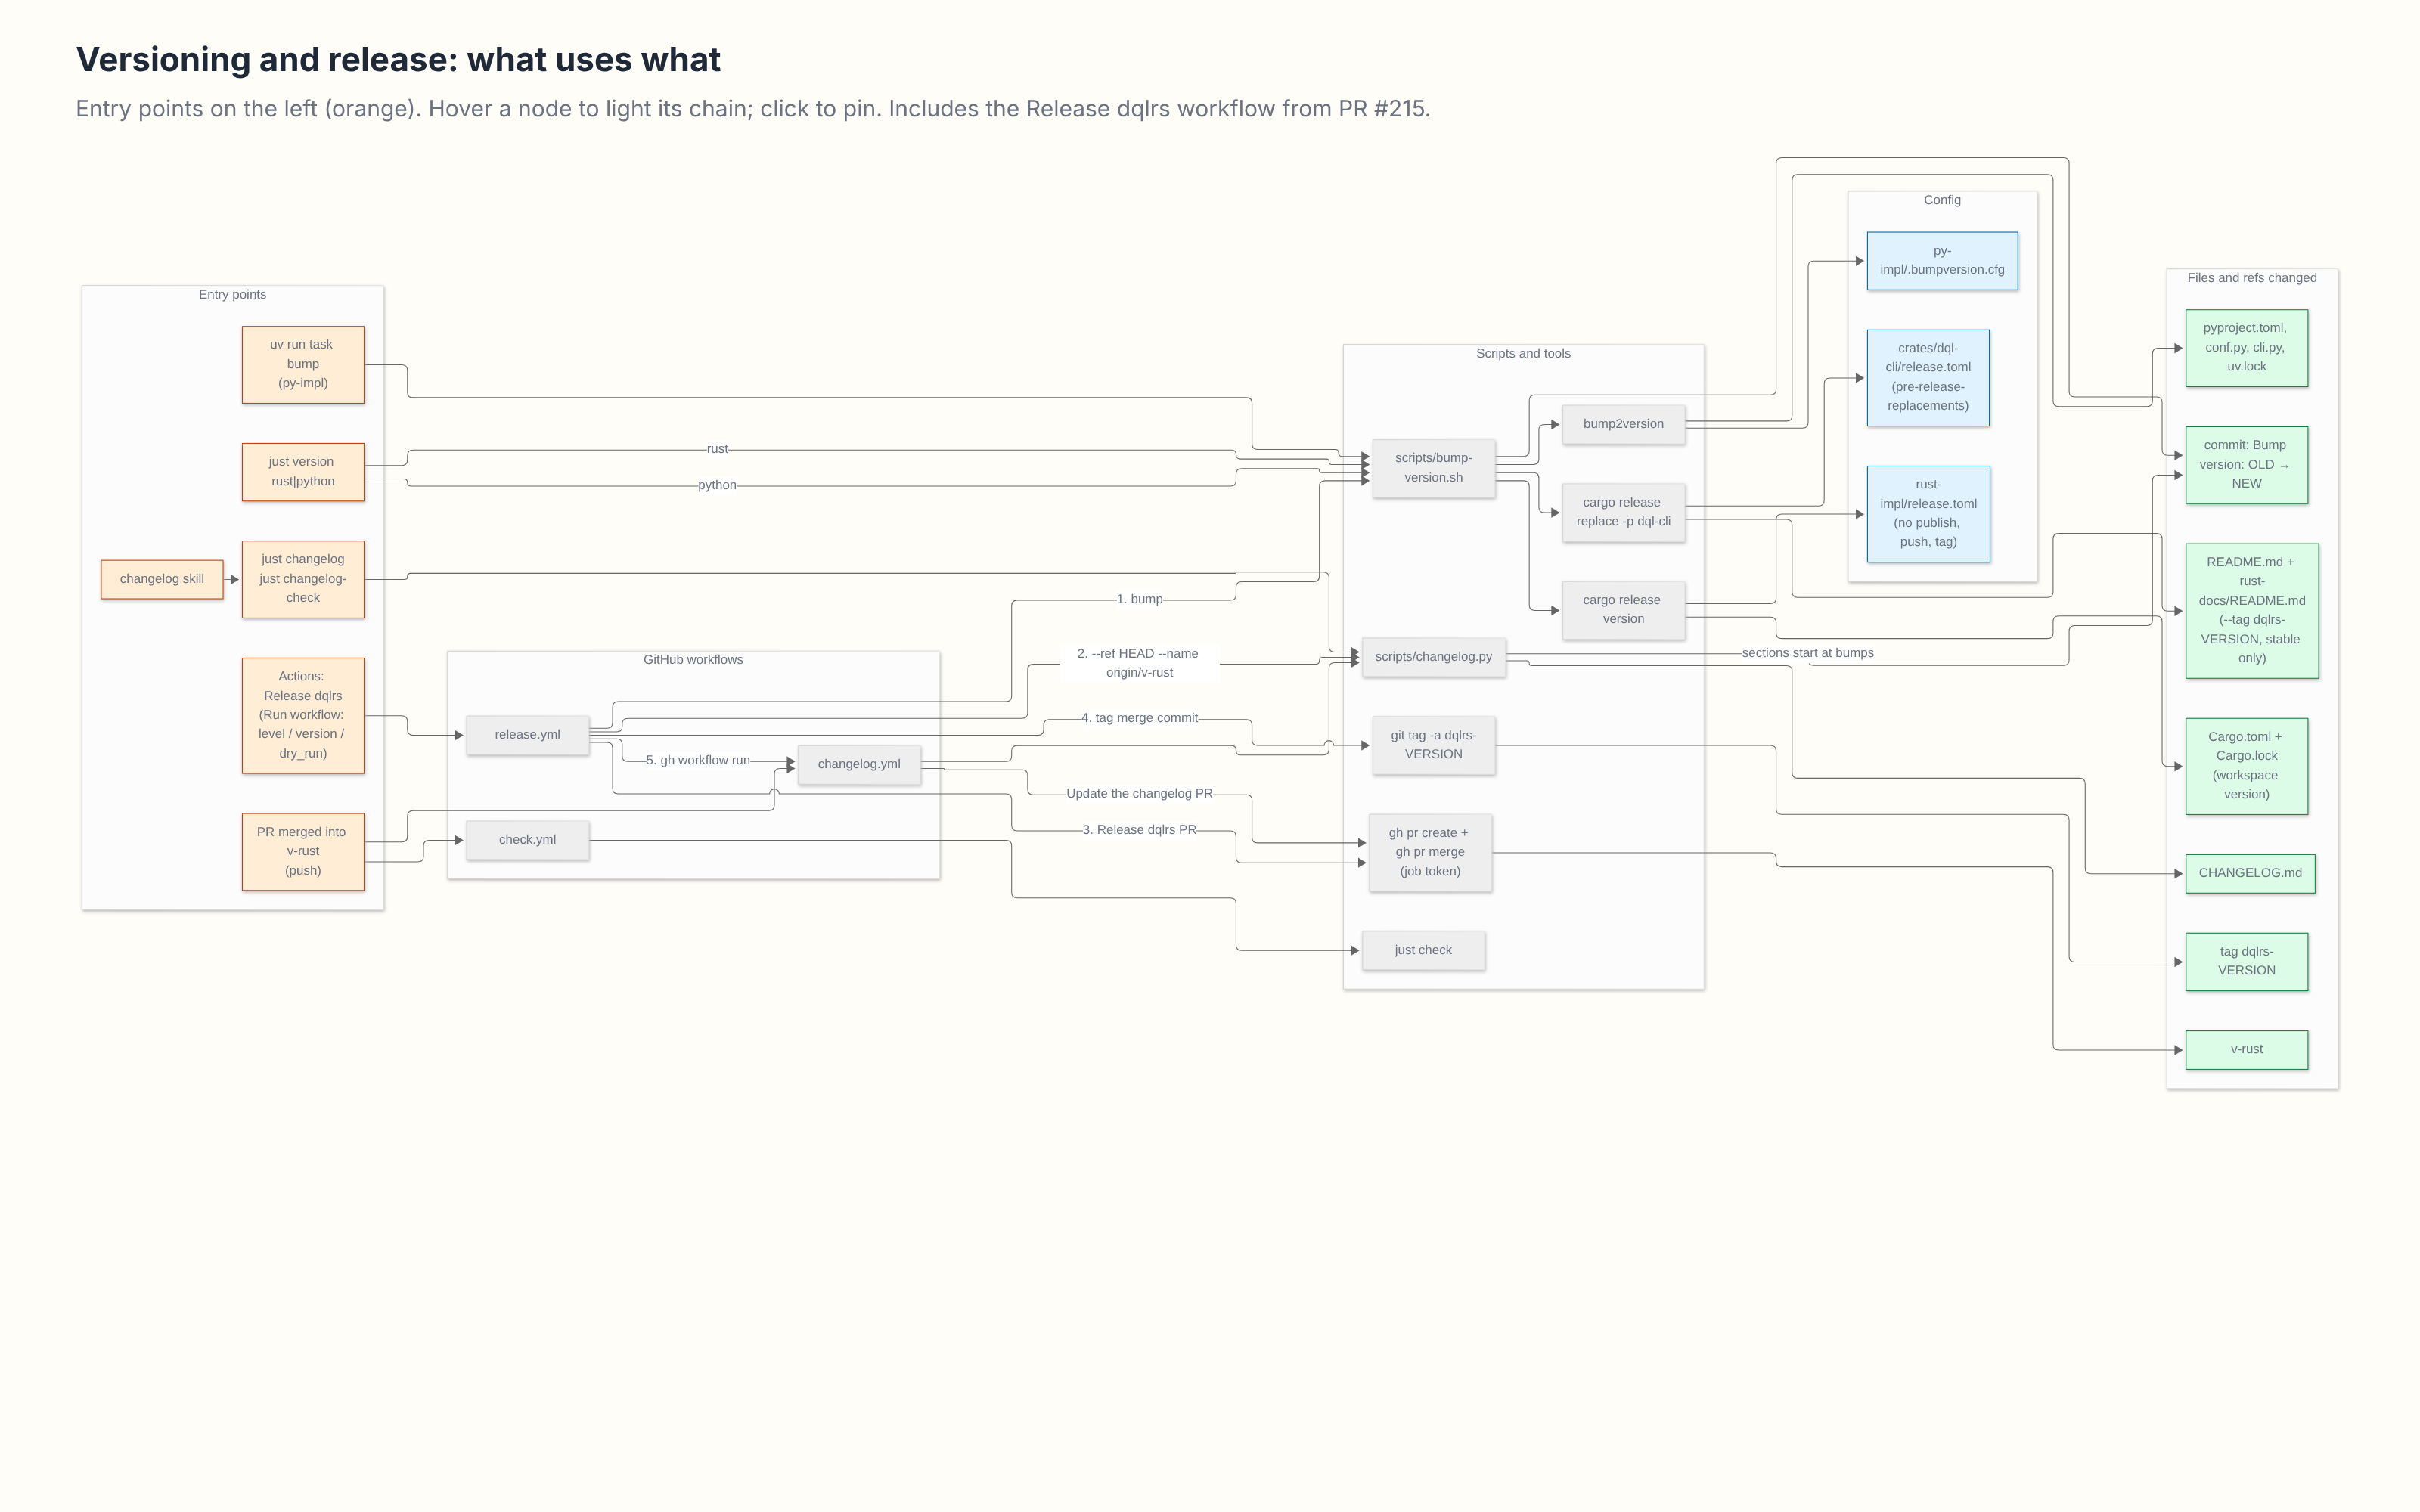 Versioning and release: what uses what
Entry points on the left (orange). Hover a node to light its chain; click to pin. Includes the Release dqlrs workflow from PR #215.
Entry points
uv run task
bump
(py-impl)
just version
rust|python
changelog skill
just changelog
just changelog-
check
Actions:
Release dqlrs
(Run workflow:
level / version /
dry_run)
PR merged into
v-rust
(push)
rust
python
GitHub workflows
release.yml
5. gh workflow run
changelog.yml
check.yml
1. bump
2. --ref HEAD --name
origin/v-rust
4. tag merge commit
Update the changelog PR
3. Release dqlrs PR
Scripts and tools
scripts/bump-
version.sh
bump2version
cargo release
replace -p dql-cli
cargo release
version
scripts/changelog.py
git tag -a dqlrs-
VERSION
gh pr create +
gh pr merge
(job token)
just check
sections start at bumps
Config
py-
impl/.bumpversion.cfg
crates/dql-
cli/release.toml
(pre-release-
replacements)
rust-
impl/release.toml
(no publish,
push, tag)
Files and refs changed
pyproject.toml,
conf.py, cli.py,
uv.lock
commit: Bump
version: OLD →
NEW
README.md +
rust-
docs/README.md
(--tag dqlrs-
VERSION, stable
only)
Cargo.toml +
Cargo.lock
(workspace
version)
CHANGELOG.md
tag dqlrs-
VERSION
v-rust